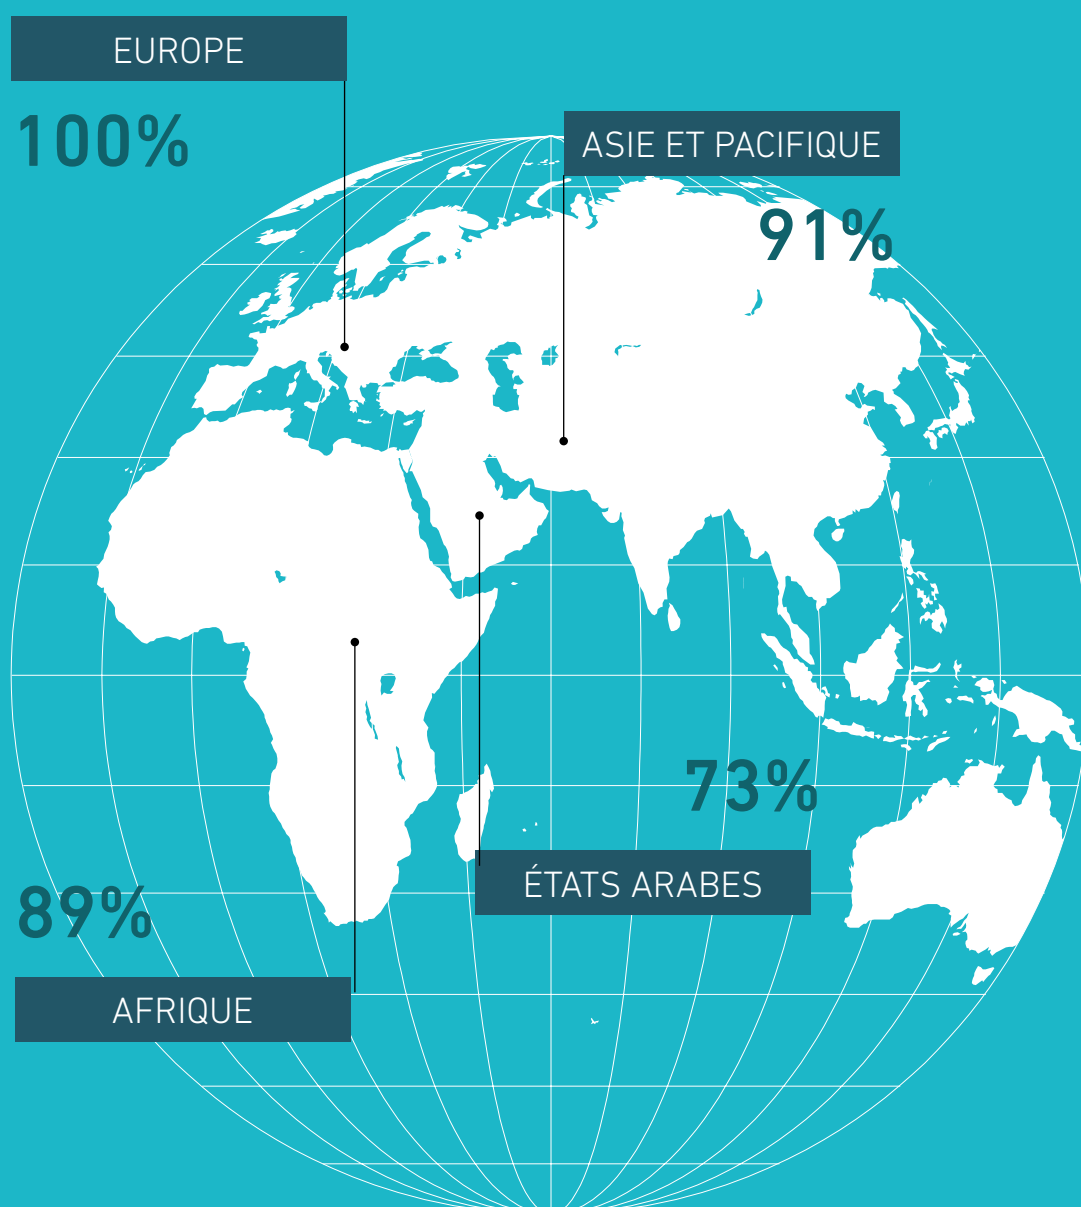 EUROPE
100%
ASIE ET PACIFIQUE
91%
73%
ÉTATS ARABES
89%
AFRIQUE